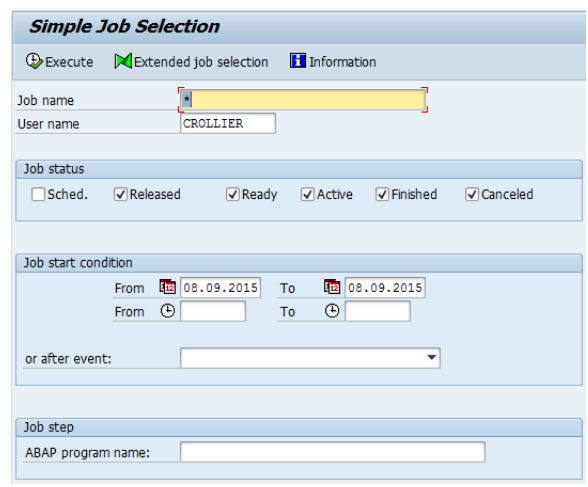 Simple Job Selection
Execute Extended job selection Information
Job name *
User name CROLLIER
Job status
Sched. Released Ready Active Finished Canceled
Job start condition
From 08.09.2015 To 08.09.2015
From To
or after event:
Job step
ABAP program name: